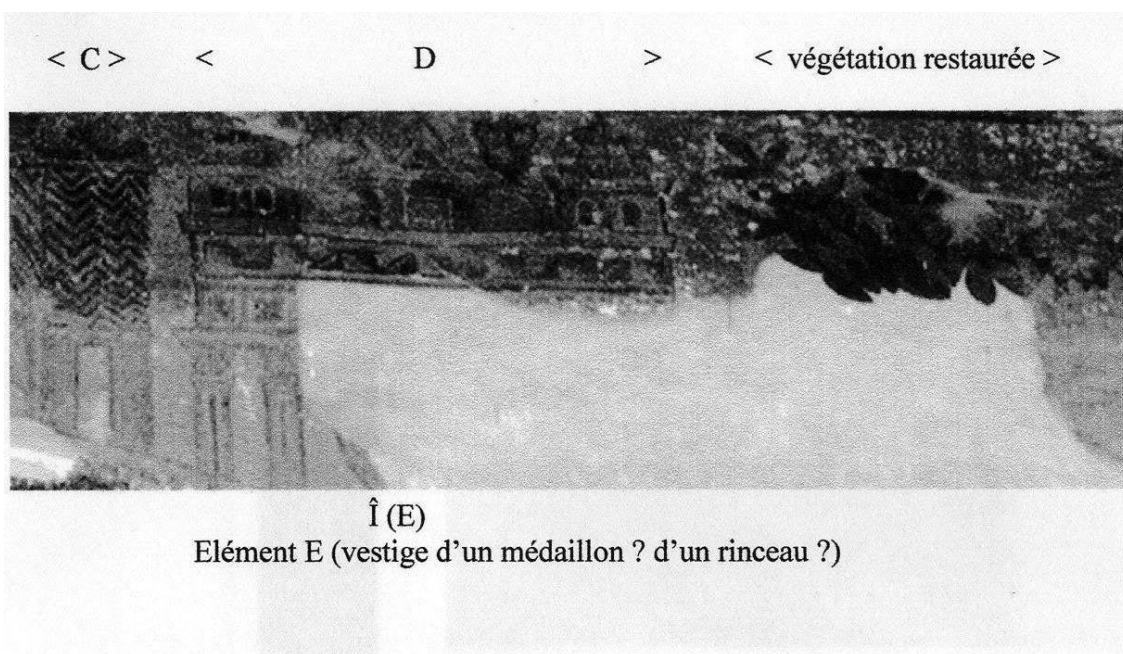 < C > < D > < végétation restaurée >
Î (E)
Elément E (vestige d'un médaillon ? d'un rinceau ?)